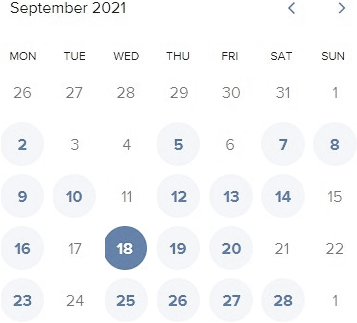 September 2021
MON TUE WED THU FRI SAT SUN
26 27 28 29 30 31 1
2 3 4 5 6 7 8
9 10 11 12 13 14 15
16 17 18 19 20 21 22
23 24 25 26 27 28 1